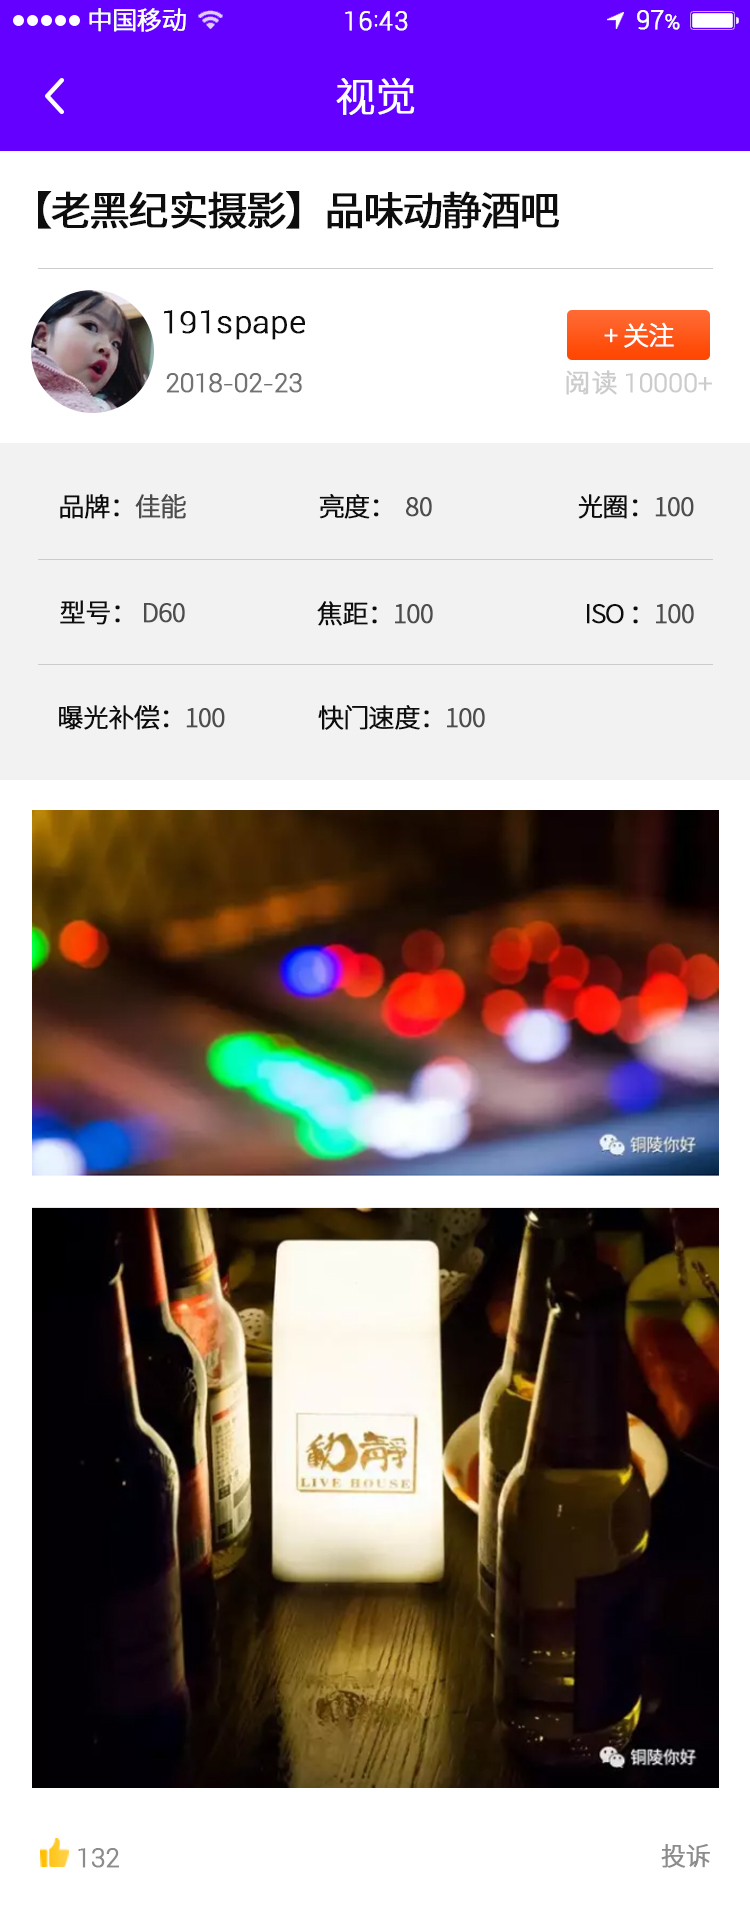 中国移动 16:43 97%
视觉
【老黑纪实摄影】品味动静酒吧
191spape
+ 关注
2018-02-23
阅读 10000+
品牌：佳能 亮度： 80 光圈：100
型号： D60 焦距：100 ISO：100
曝光补偿：100 快门速度：100
铜陵你好
動靜
LIVE HOUSE
铜陵你好
132 投诉